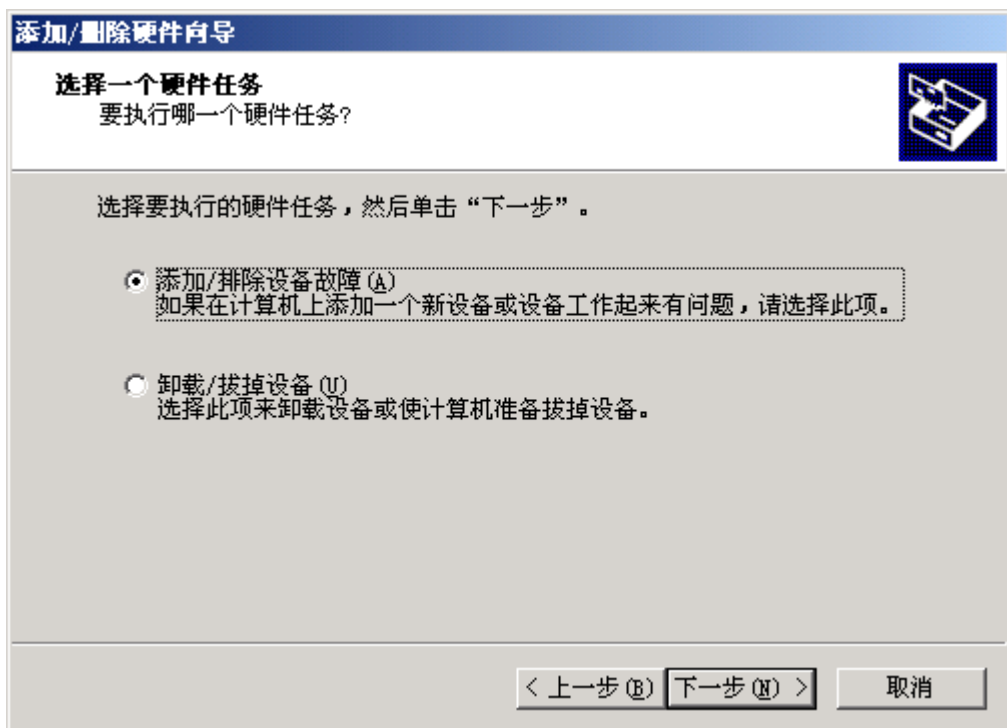 添加/删除硬件向导
选择一个硬件任务
要执行哪一个硬件任务?
选择要执行的硬件任务，然后单击“下一步”。
添加/排除设备故障(A)
如果在计算机上添加一个新设备或设备工作起来有问题，请选择此项。
卸载/拔掉设备(U)
选择此项来卸载设备或使计算机准备拔掉设备。
< 上一步(B) 下一步(N) > 取消